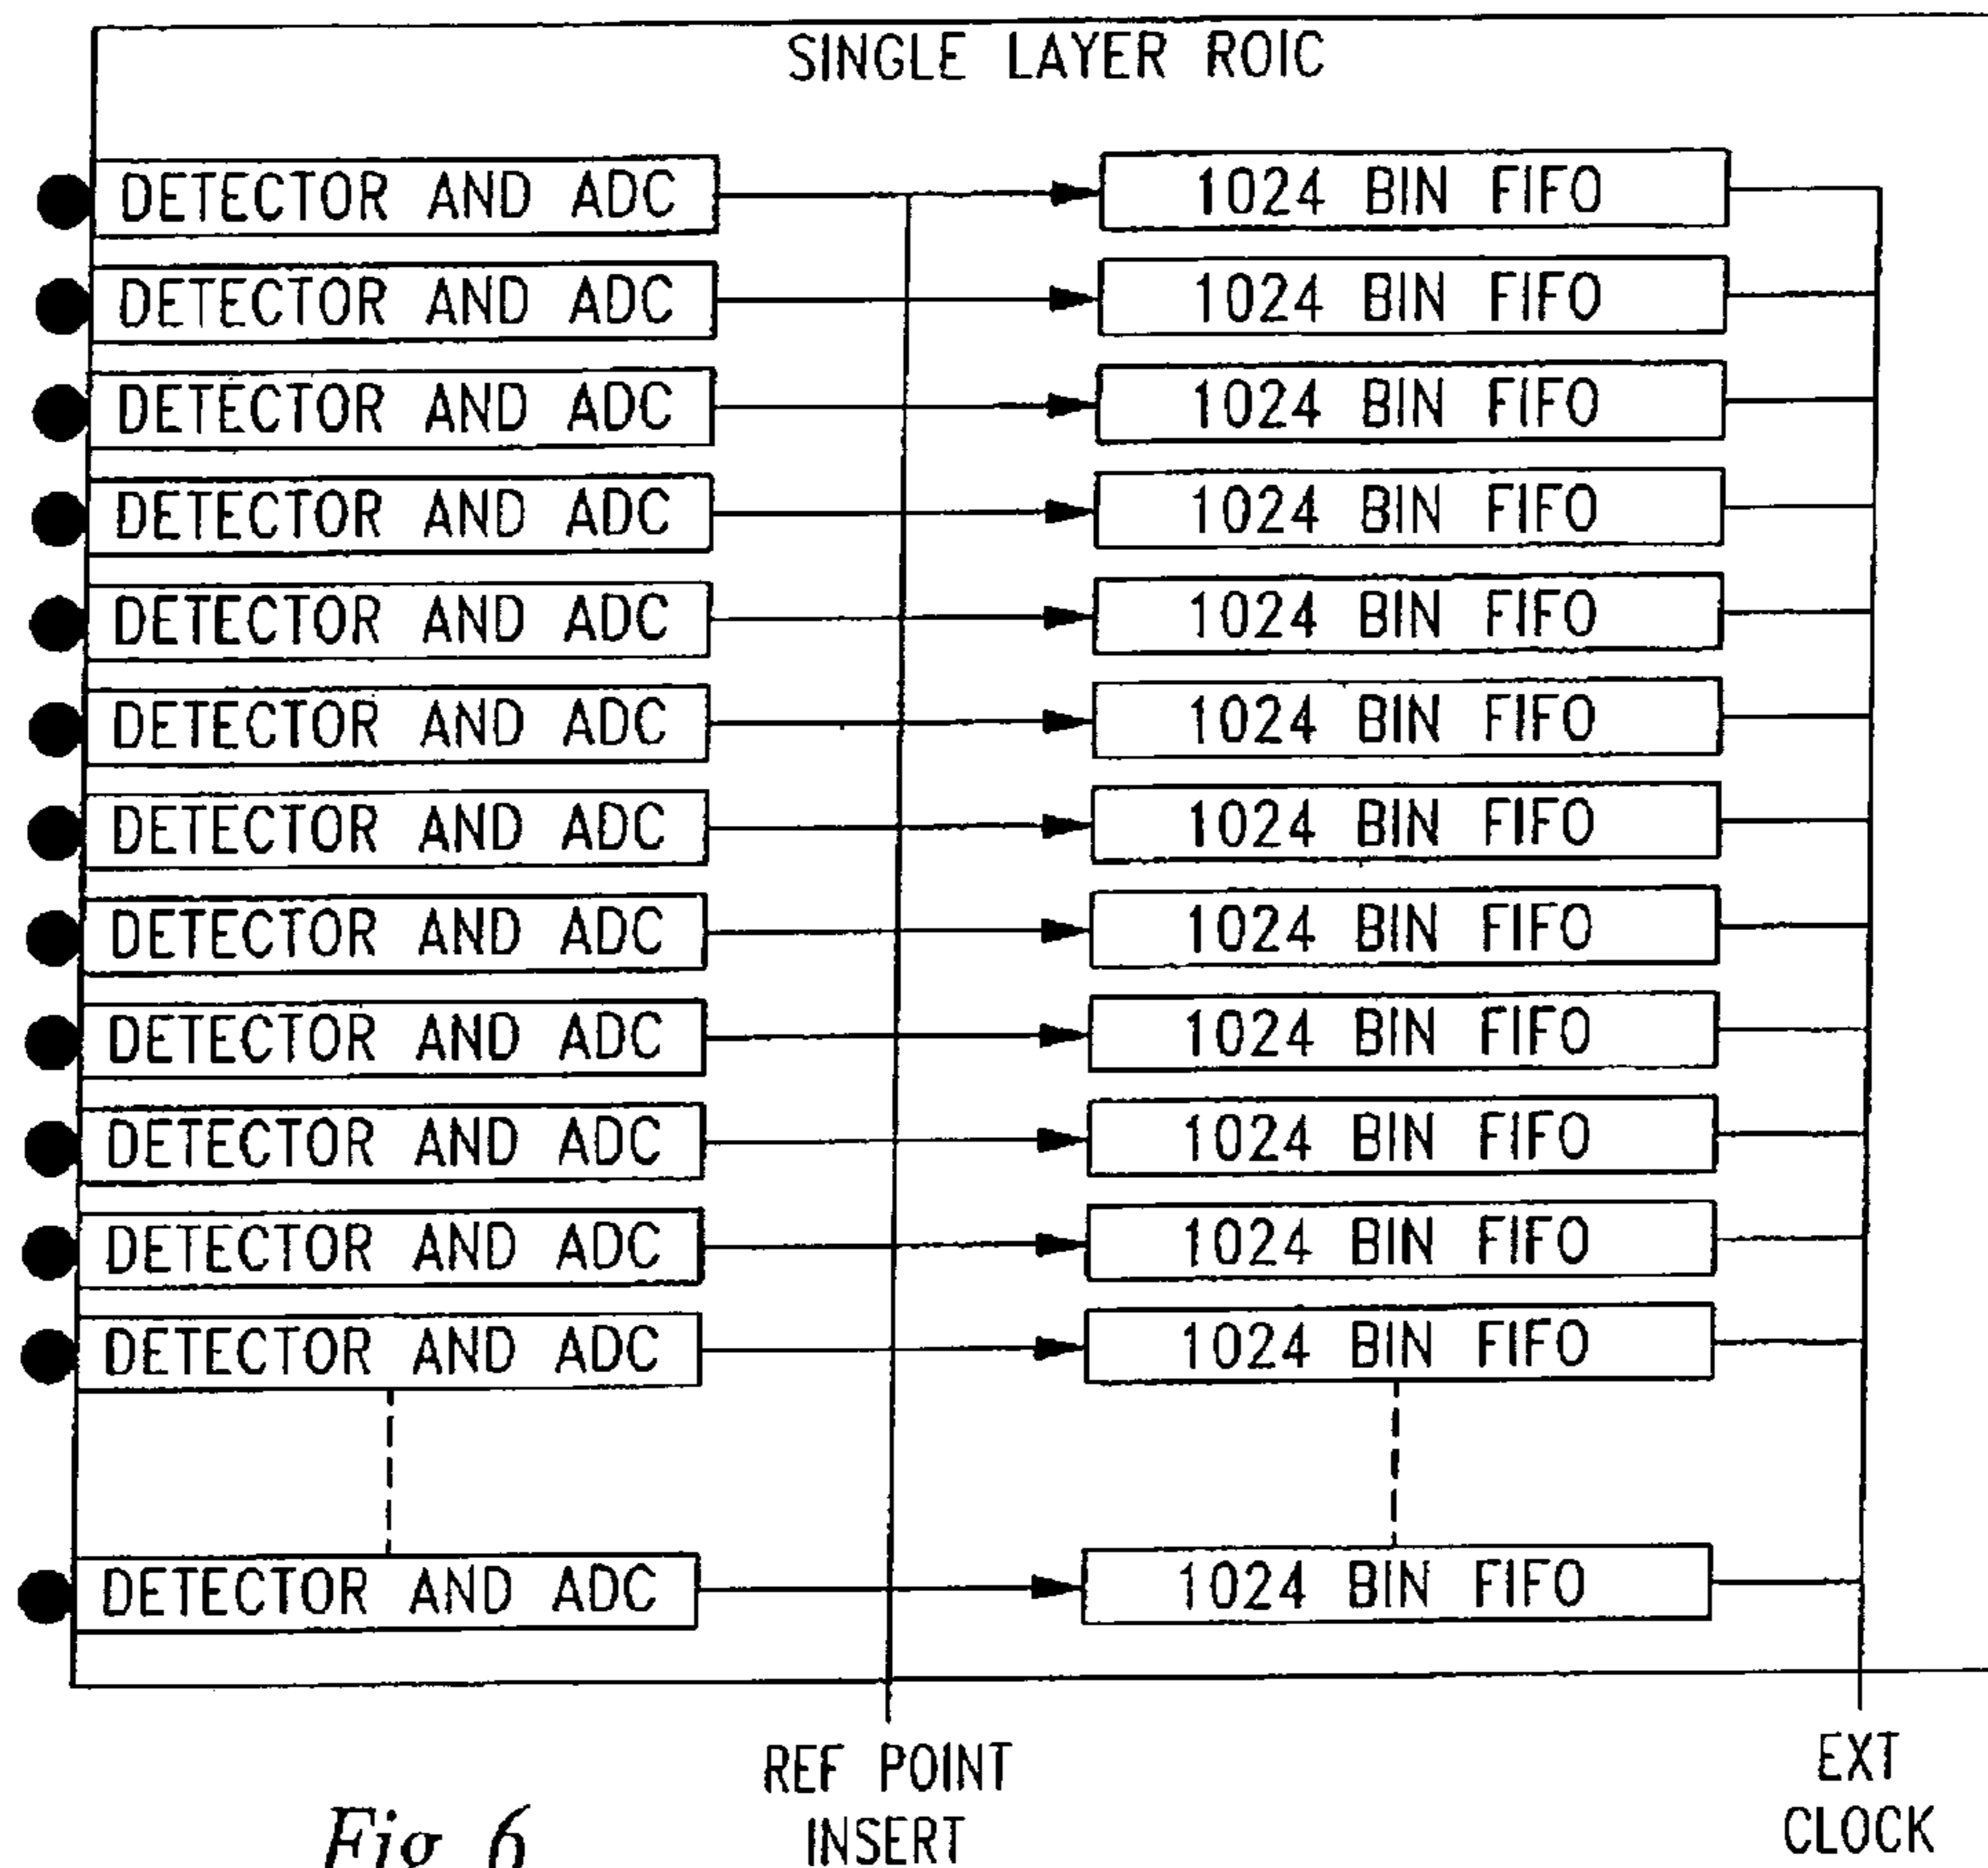 SINGLE LAYER ROIC
DETECTOR AND ADC 1024 BIN FIFO
DETECTOR AND ADC 1024 BIN FIFO
DETECTOR AND ADC 1024 BIN FIFO
DETECTOR AND ADC 1024 BIN FIFO
DETECTOR AND ADC 1024 BIN FIFO
DETECTOR AND ADC 1024 BIN FIFO
DETECTOR AND ADC 1024 BIN FIFO
DETECTOR AND ADC 1024 BIN FIFO
DETECTOR AND ADC 1024 BIN FIFO
DETECTOR AND ADC 1024 BIN FIFO
DETECTOR AND ADC 1024 BIN FIFO
DETECTOR AND ADC 1024 BIN FIFO
DETECTOR AND ADC 1024 BIN FIFO
REF POINT
INSERT
EXT
CLOCK
Fig 6